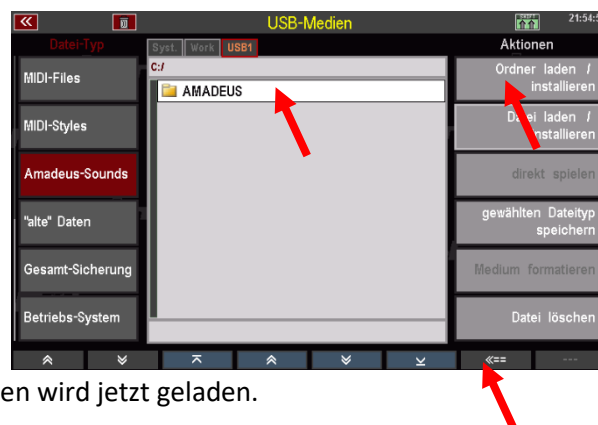 USB-Medien
21:54:5
Datei-Typ
Syst. Work USB1
Aktionen
C:/
AMADEUS
MIDI-Files
MIDI-Styles
Amadeus-Sounds
"alte" Daten
Gesamt-Sicherung
Betriebs-System
Ordner laden /
installieren
Datei laden /
installieren
direkt spielen
gewählten Dateityp
speichern
Medium formatieren
Datei löschen
«==
---
en wird jetzt geladen.